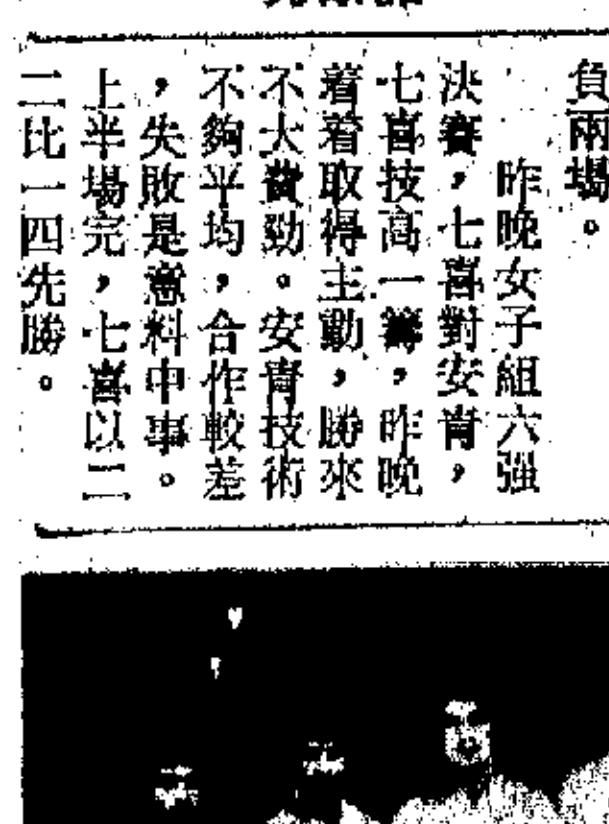 負兩場。
昨晚女子組六强
決賽，七喜對安青，
七喜技高一籌，昨晚
着着取得主動，勝來
不大費勁。安青技術
不夠平均，合作較差
，失敗是意料中事。
上半場完，七喜以二
二比一四先勝。